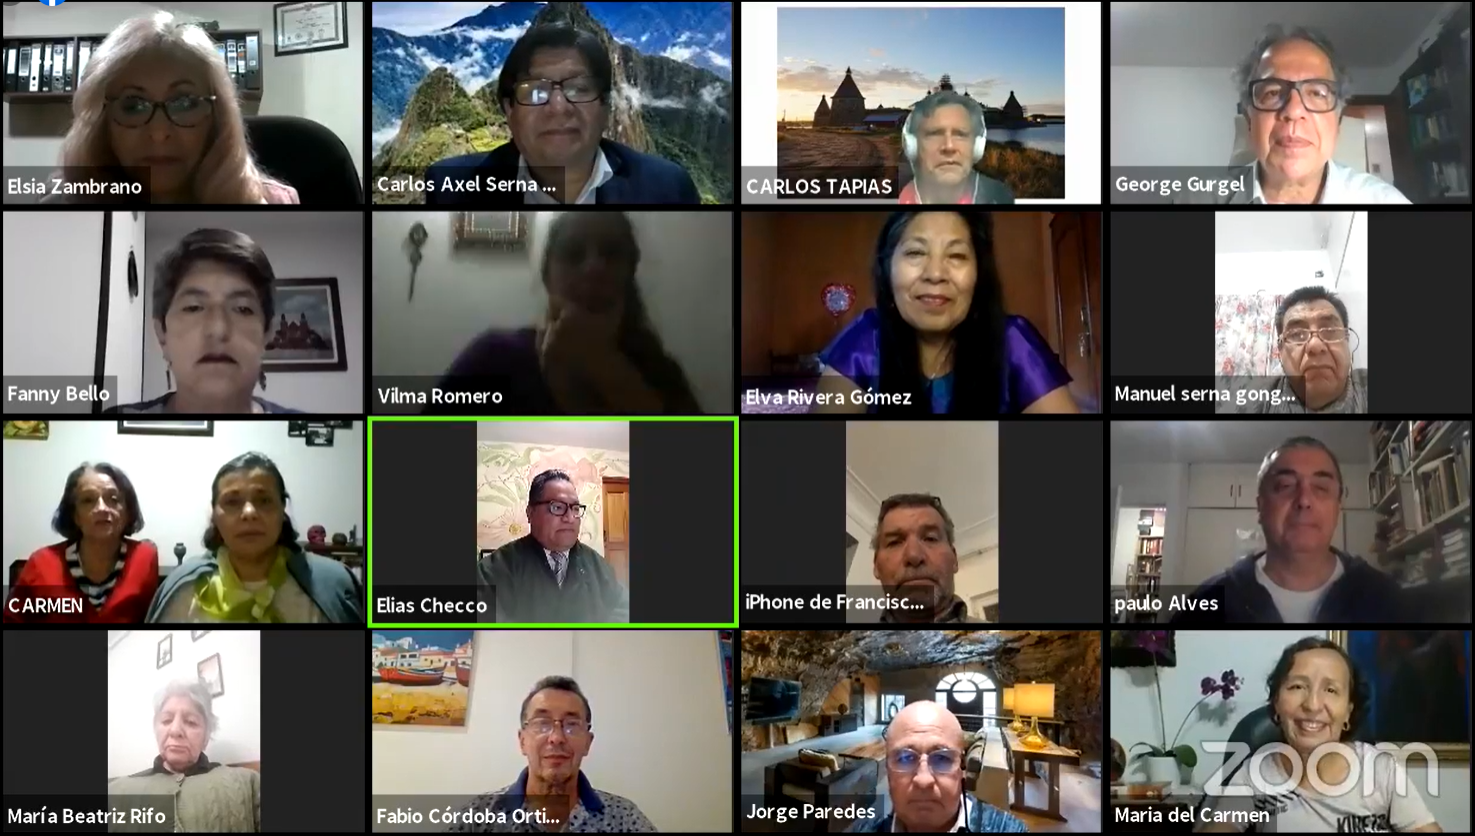 Elsia Zambrano
Carlos Axel Serna ...
CARLOS TAPIAS
George Gurgel
Fanny Bello
Vilma Romero
Elva Rivera Gómez
Manuel serna gong...
CARMEN
Elias Checco
iPhone de Francisc...
paulo Alves
María Beatriz Rifo
Fabio Córdoba Orti...
Jorge Paredes
Maria del Carmen
zoom